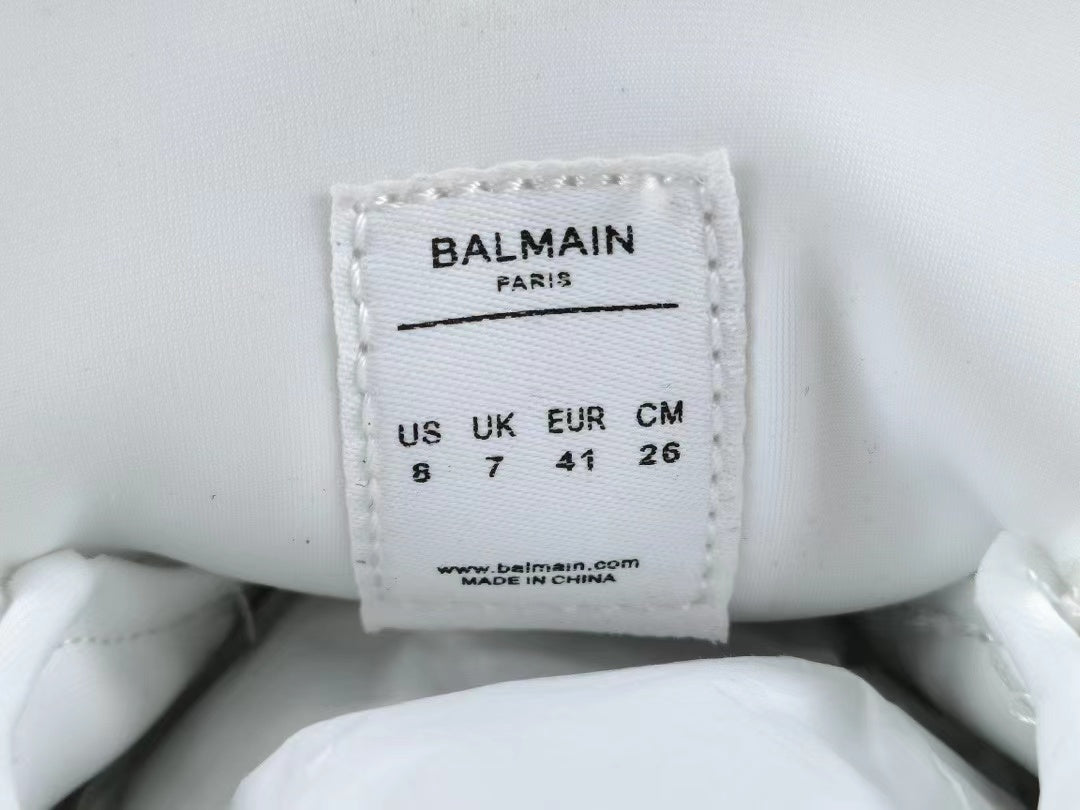 BALMAIN
PARIS
US UK EUR CM
8 7 41 26
www.balmain.com
MADE IN CHINA